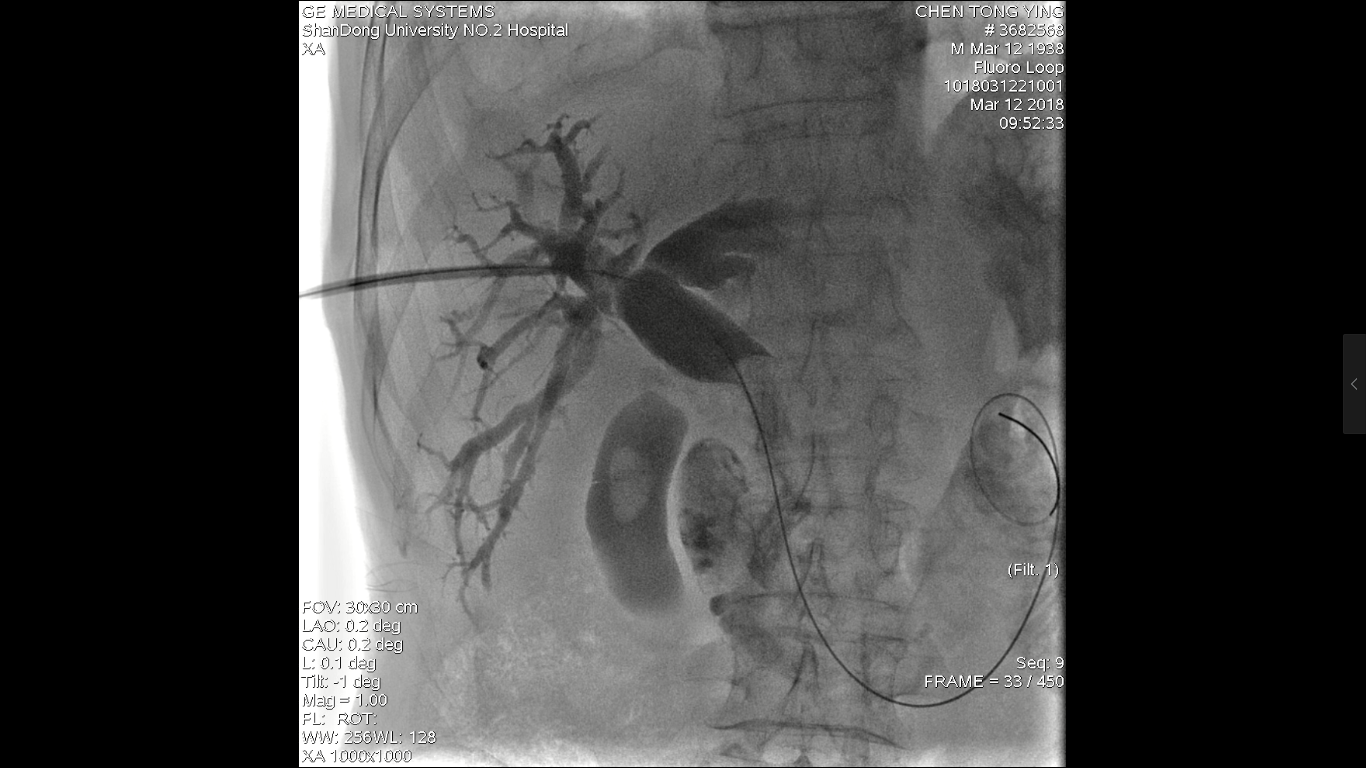 GE MEDICAL SYSTEMS
ShanDong University NO.2 Hospital
XA
CHEN TONG YING
# 3682568
M Mar 12 1938
Fluoro Loop
1018031221001
Mar 12 2018
09:52:33
(Filt. 1)
FOV: 30x30 cm
LAO: 0.2 deg
CAU: 0.2 deg
L: 0.1 deg
Tilt: -1 deg
Mag = 1.00
FL: ROT:
WW: 256WL: 128
XA 1000x1000
Seq: 9
FRAME = 33 / 450